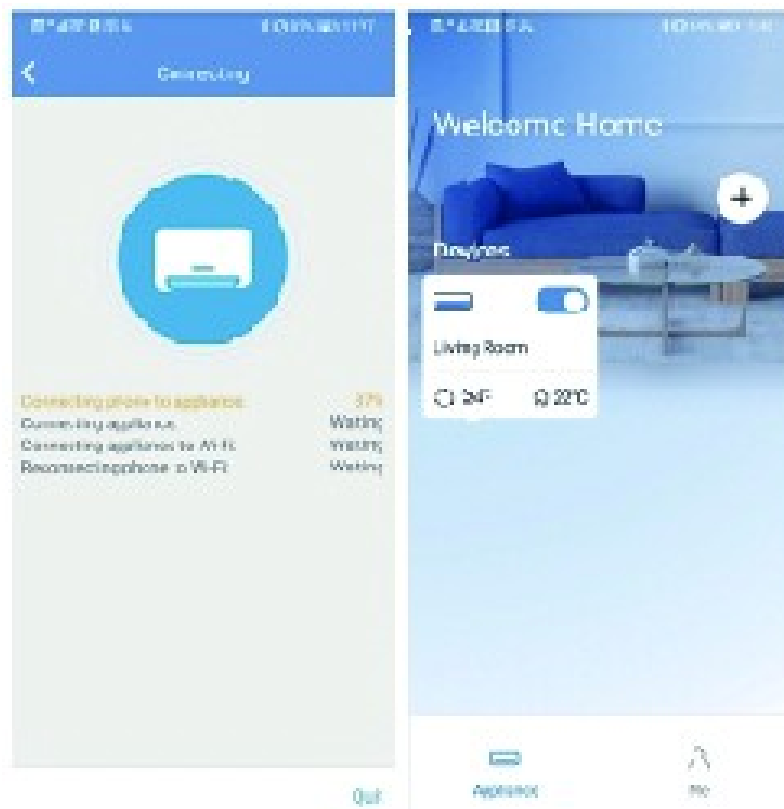 Connecting
Connecting phone to appliance 37%
Connecting appliance Waiting
Connecting appliance to Wi-Fi Waiting
Reconnecting phone to Wi-Fi Waiting
Quit
Welcome Home
+
Devices
Living Room
22°C
Appliance
Me